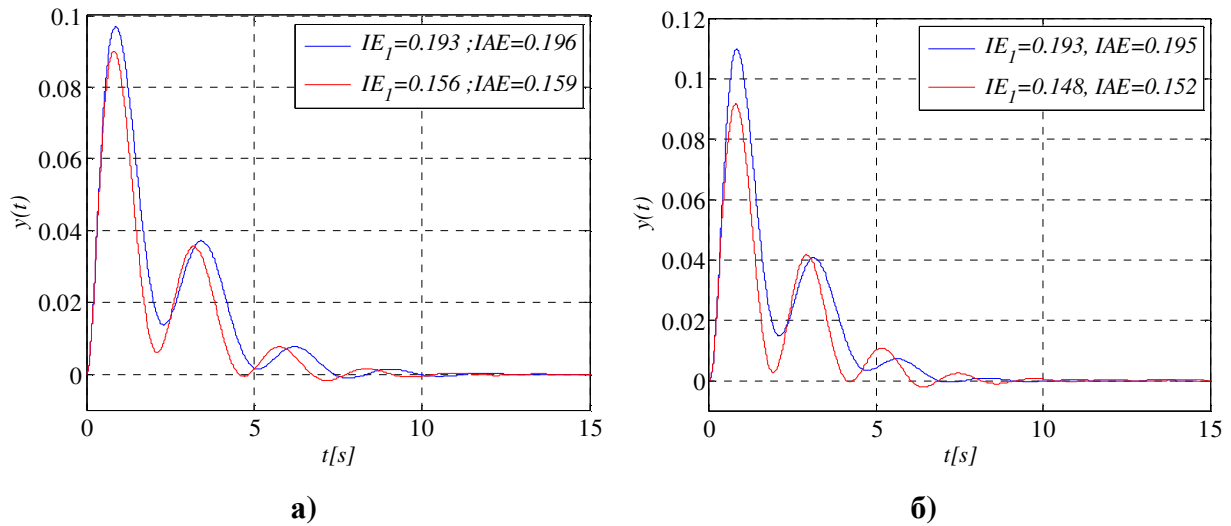 0.1
0.08
0.06
0.04
0.02
0
0 5 10 15
y(t)
t[s]
IE1=0.193 ;IAE=0.196
IE1=0.156 ;IAE=0.159
а)
0.12
0.1
0.08
0.06
0.04
0.02
0
0 5 10 15
y(t)
t[s]
IE1=0.193, IAE=0.195
IE1=0.148, IAE=0.152
б)